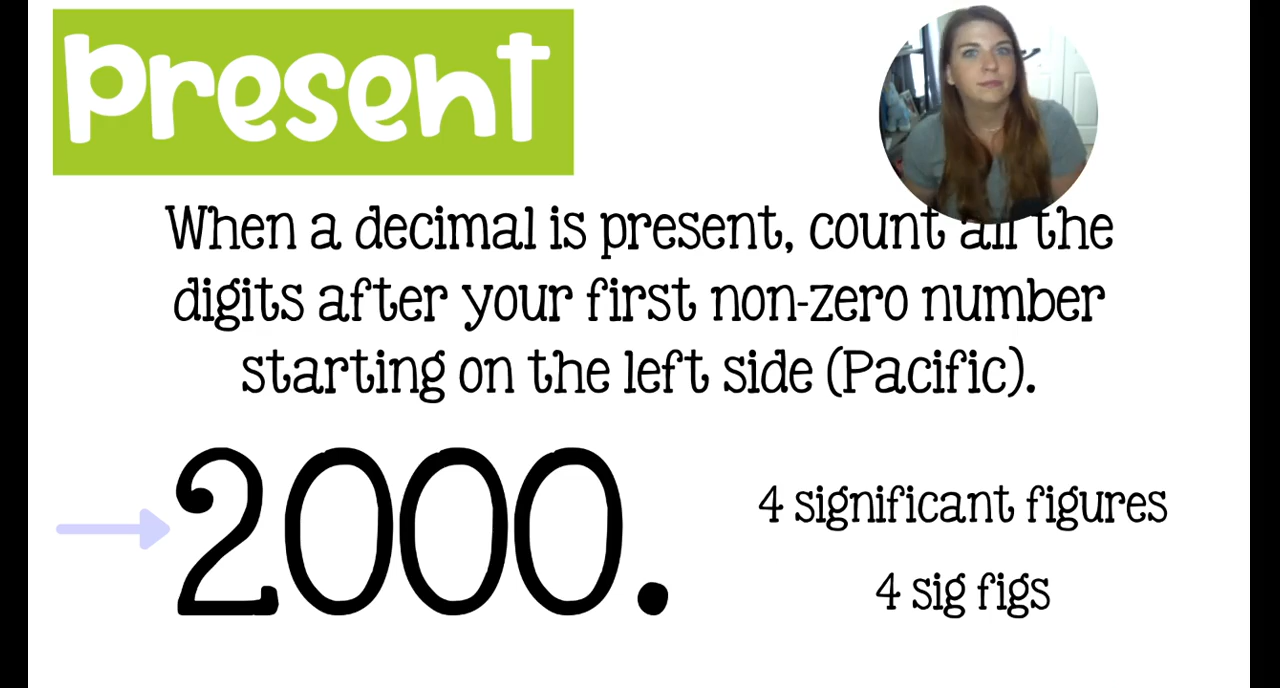 present
When a decimal is present, count all the
digits after your first non-zero number
starting on the left side (Pacific).
2000.
4 significant figures
4 sig figs